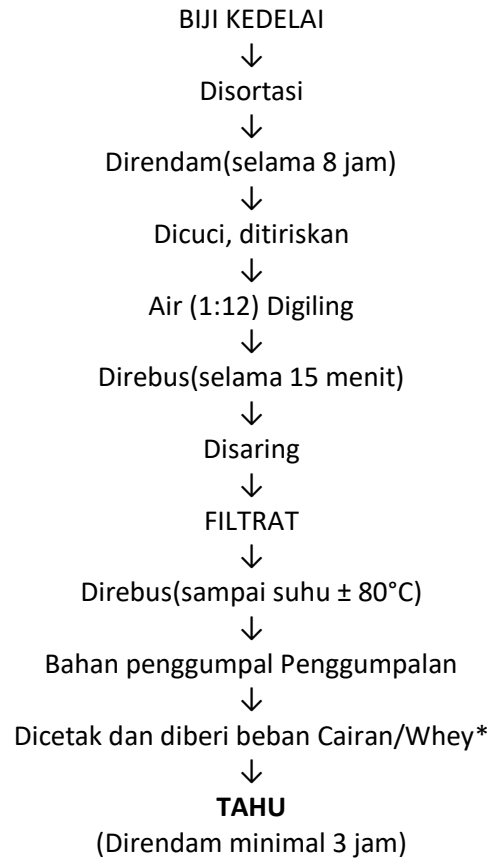 BIJI KEDELAI
↓
Disortasi
↓
Direndam(selama 8 jam)
↓
Dicuci, ditiriskan
↓
Air (1:12) Digiling
↓
Direbus(selama 15 menit)
↓
Disaring
↓
FILTRAT
↓
Direbus(sampai suhu ± 80°C)
↓
Bahan penggumpal Penggumpalan
↓
Dicetak dan diberi beban Cairan/Whey*
↓
TAHU
(Direndam minimal 3 jam)